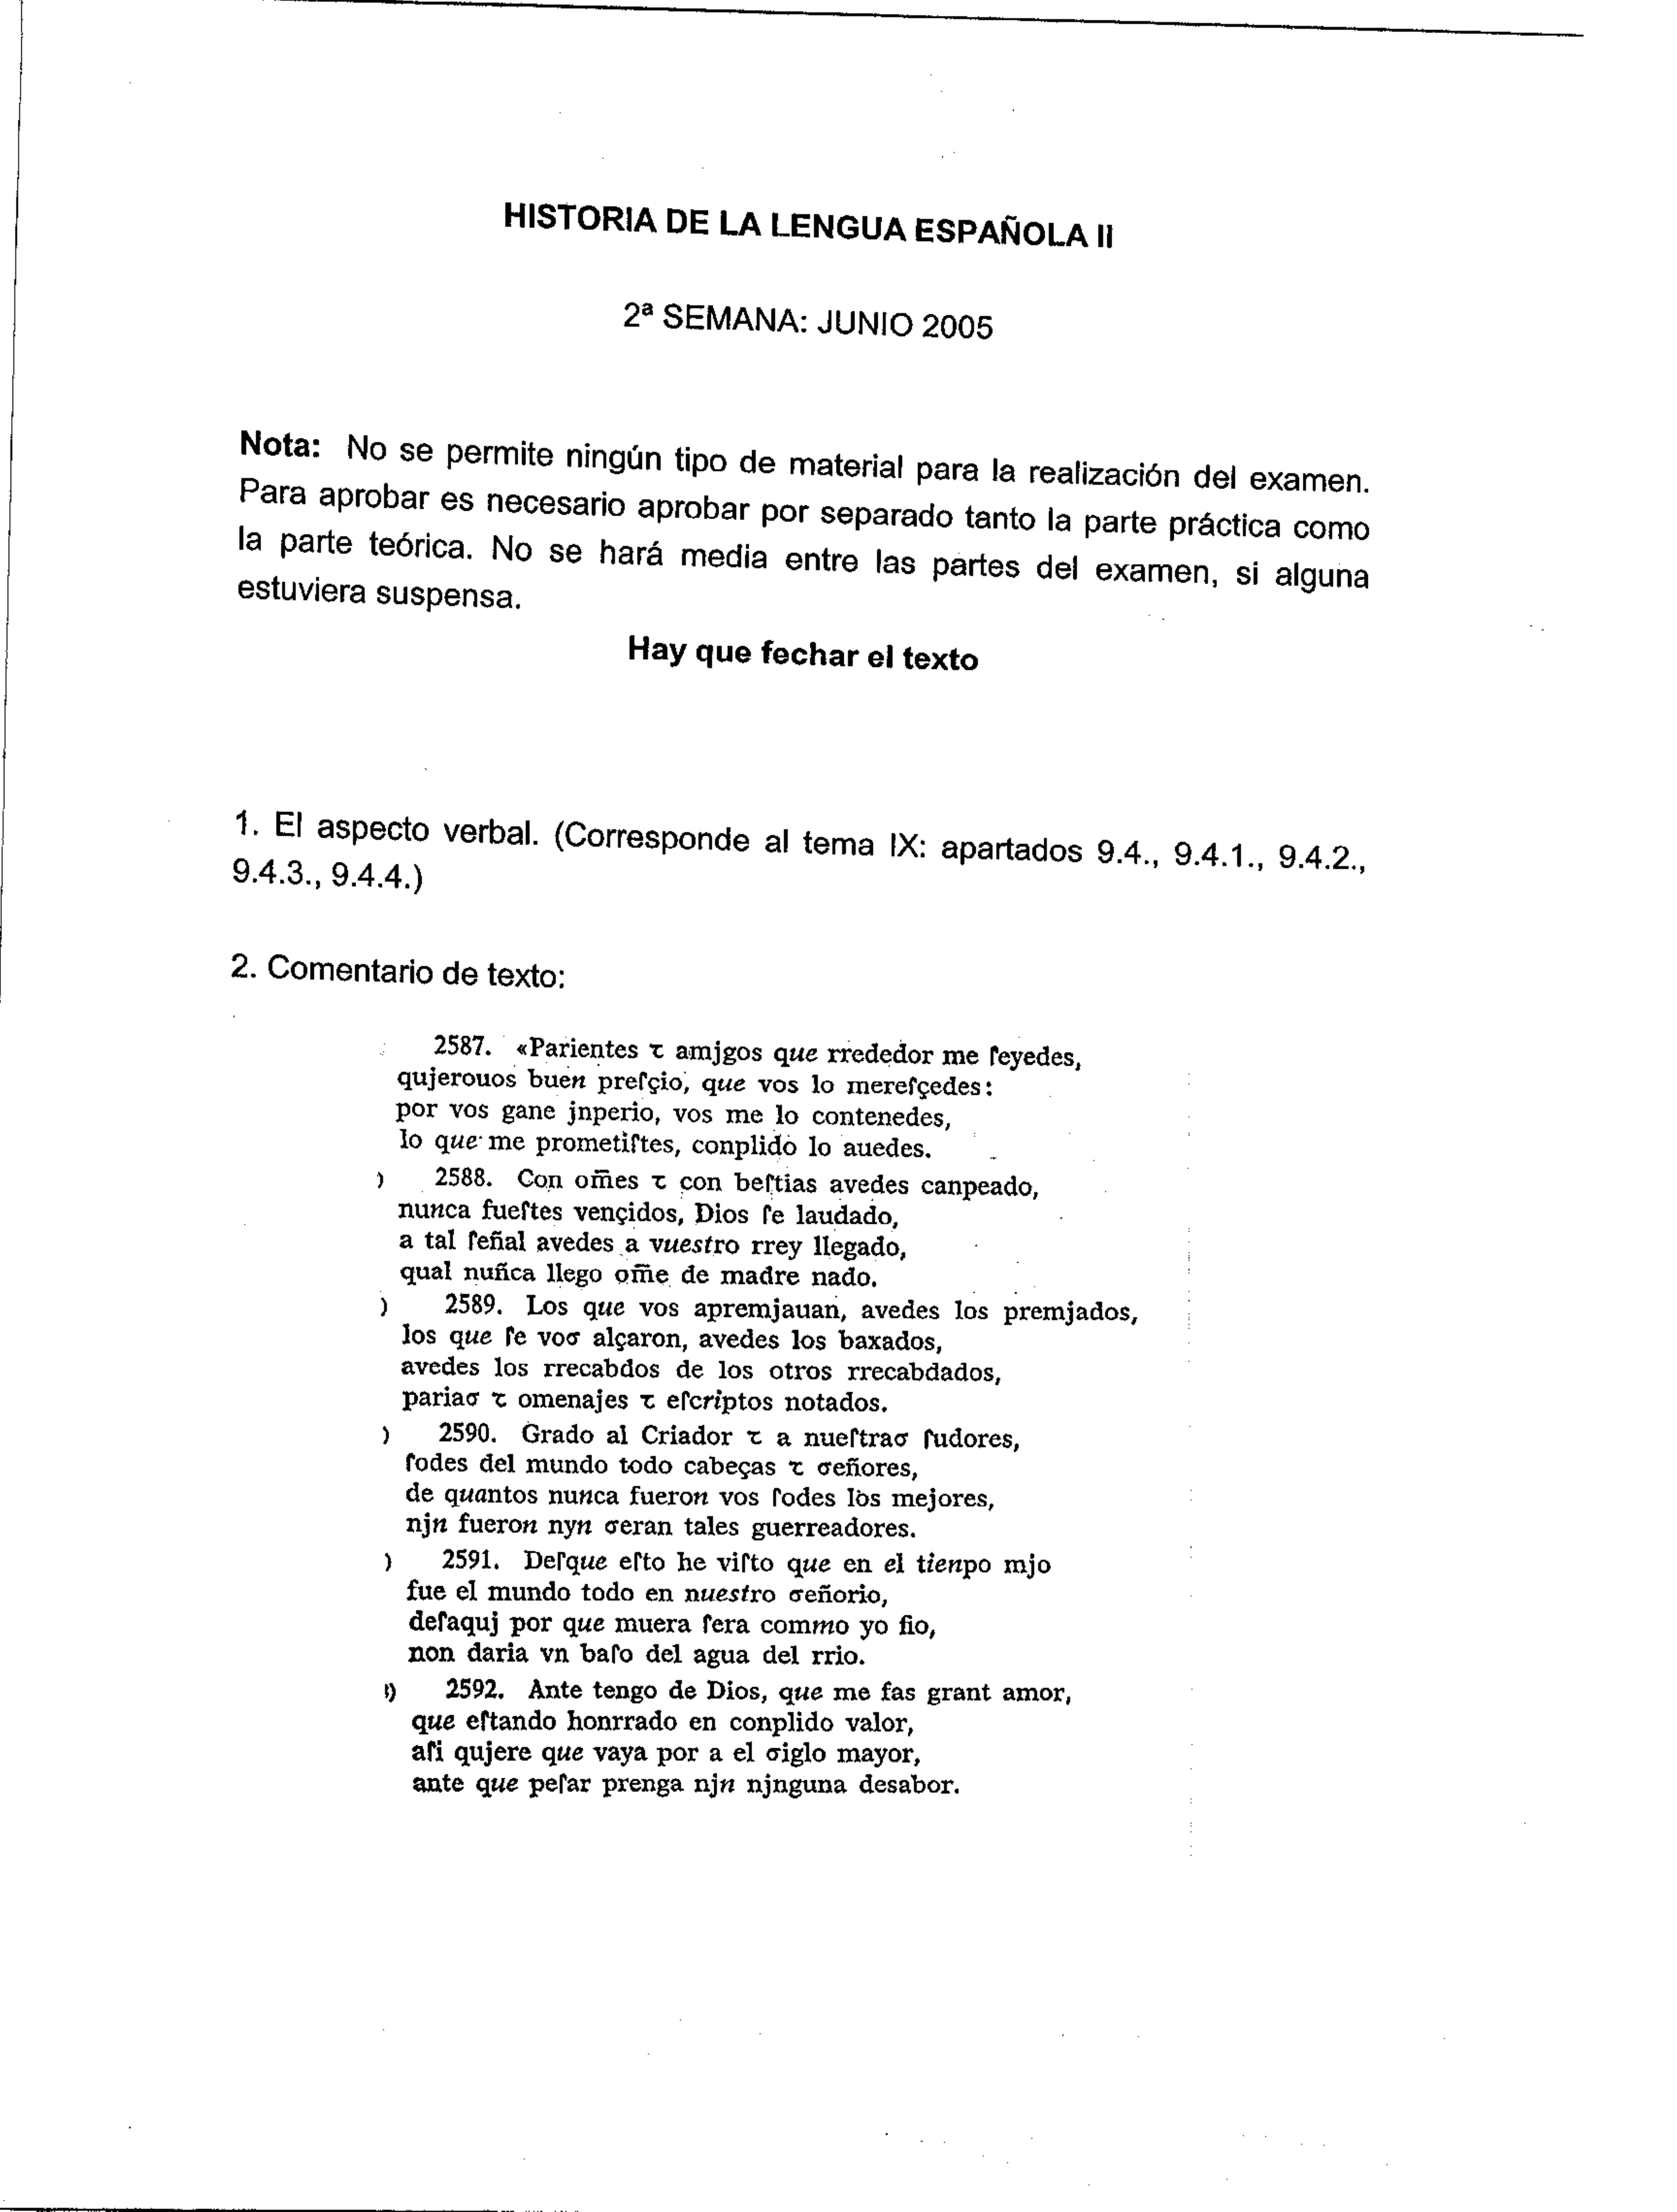 HISTORIA DE LA LENGUA ESPAÑOLA II
2ª SEMANA: JUNIO 2005
Nota: No se permite ningún tipo de material para la realización del examen.
Para aprobar es necesario aprobar por separado tanto la parte práctica como
la parte teórica. No se hará media entre las partes del examen, si alguna
estuviera suspensa.
Hay que fechar el texto
1. El aspecto verbal. (Corresponde al tema IX: apartados 9.4., 9.4.1., 9.4.2.,
9.4.3., 9.4.4.)
2. Comentario de texto:
2587. «Parientes τ amjgos que rrededor me ſeyedes,
qujerouos buen preſçio, que vos lo mereſçedes:
por vos gane jnperio, vos me lo contenedes,
lo que me prometiſtes, conplido lo auedes.
) 2588. Con om̃es τ con beſtias avedes canpeado,
nunca fueſtes vençidos, Dios ſe laudado,
a tal ſeñal avedes a vuestro rrey llegado,
qual nuñca llego om̃e de madre nado.
) 2589. Los que vos apremjauan, avedes los premjados,
los que ſe voσ alçaron, avedes los baxados,
avedes los rrecabdos de los otros rrecabdados,
pariaσ τ omenajes τ eſcriptos notados.
) 2590. Grado al Criador τ a nueſtraσ ſudores,
ſodes del mundo todo cabeças τ σeñores,
de quantos nunca fueron vos ſodes los mejores,
njn fueron nyn σeran tales guerreadores.
) 2591. Deſque eſto he viſto que en el tienpo mjo
fue el mundo todo en nuestro σeñorio,
deſaquj por que muera ſera commo yo fio,
non daria vn baſo del agua del rrio.
) 2592. Ante tengo de Dios, que me fas grant amor,
que eſtando honrrado en conplido valor,
aſi qujere que vaya por a el σiglo mayor,
ante que peſar prenga njn njnguna desabor.